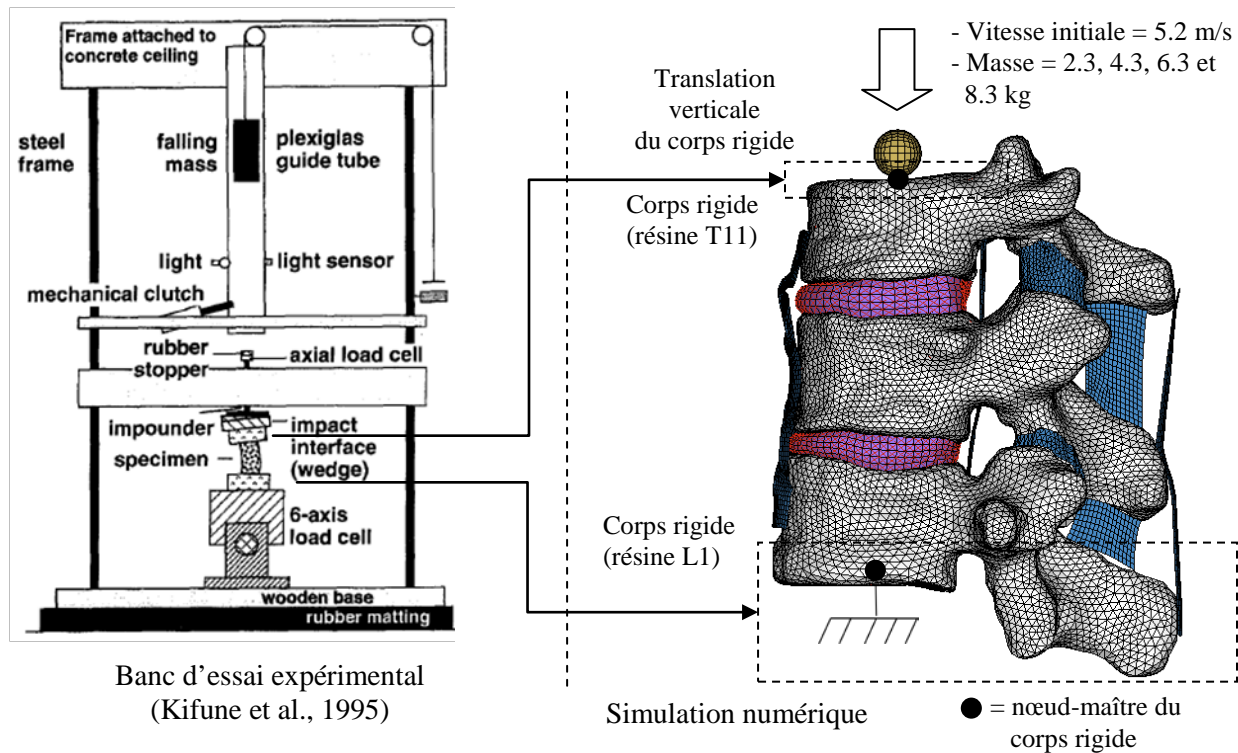 Frame attached to
concrete ceiling
steel
frame
falling
mass
plexiglas
guide tube
light
light sensor
mechanical clutch
rubber
stopper
axial load cell
impounder
specimen
impact
interface
(wedge)
6-axis
load cell
wooden base
rubber matting
Banc d'essai expérimental
(Kifune et al., 1995)
- Vitesse initiale = 5.2 m/s
- Masse = 2.3, 4.3, 6.3 et
8.3 kg
Translation
verticale
du corps rigide
Corps rigide
(résine T11)
Corps rigide
(résine L1)
Simulation numérique
= nœud-maître du
corps rigide